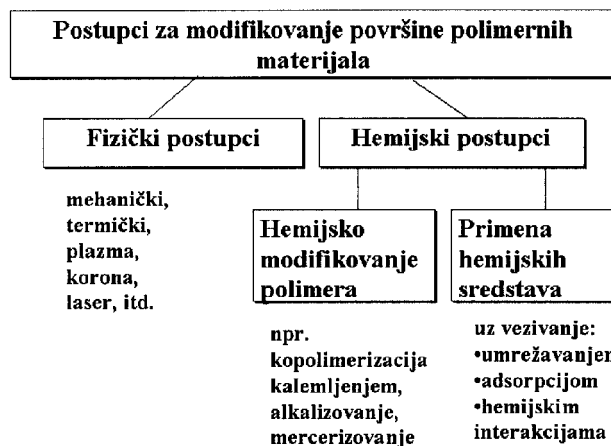 Postupci za modifikovanje površine polimernih
materijala
Fizički postupci
Hemijski postupci
mehanički,
termički,
plazma,
korona,
laser, itd.
Hemijsko
modifikovanje
polimera
npr.
kopolimerizacija
kalemljenjem,
alkalizovanje,
mercerizovanje
Primena
hemijskih
sredstava
uz vezivanje:
•umrežavanjem
•adsorpcijom
•hemijskim
interakcijama